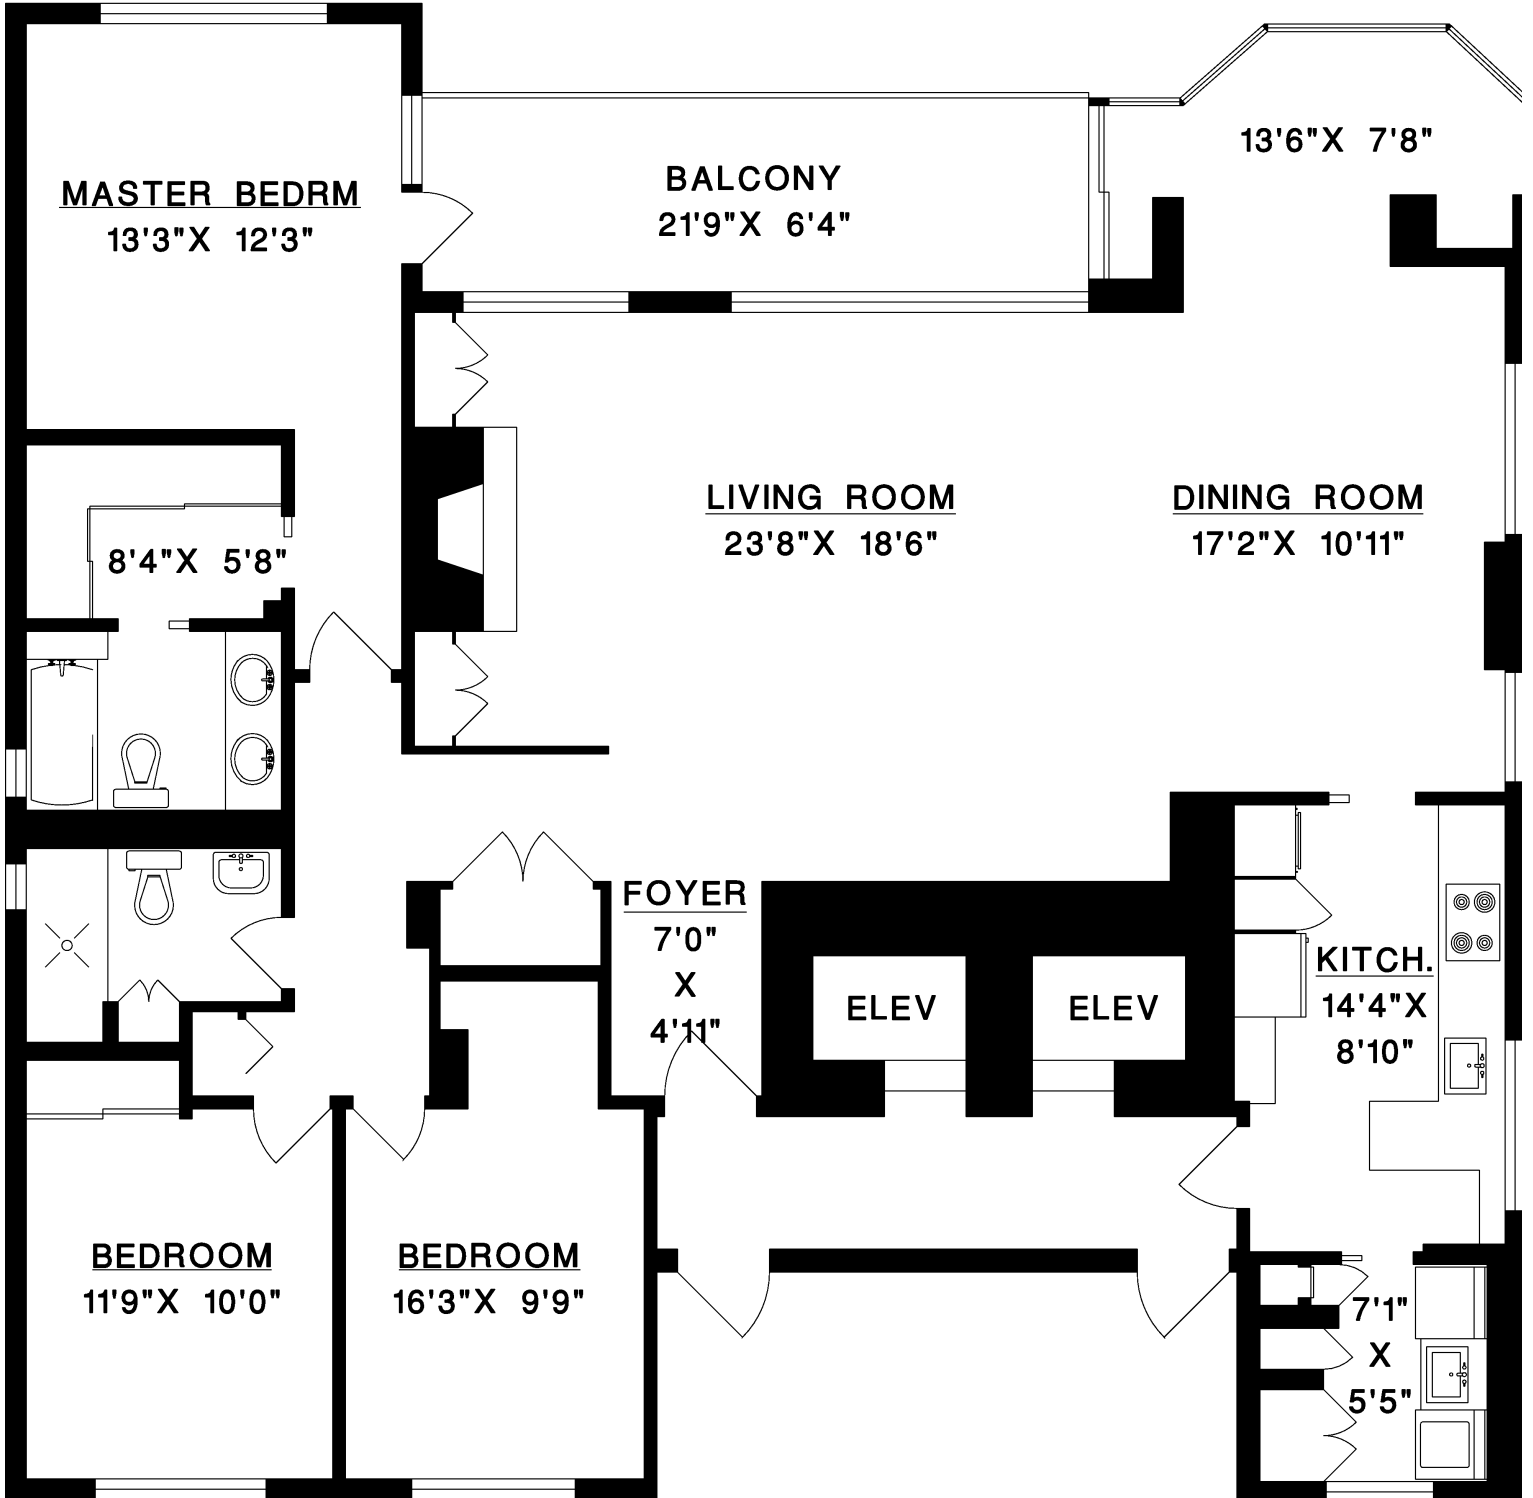 13'6"X 7'8"
BALCONY
21'9"X 6'4"
MASTER BEDRM
13'3"X 12'3"
LIVING ROOM
23'8"X 18'6"
DINING ROOM
17'2"X 10'11"
8'4"X 5'8"
FOYER
7'0"
X
4'11"
ELEV
ELEV
KITCH.
14'4"X
8'10"
BEDROOM
11'9"X 10'0"
BEDROOM
16'3"X 9'9"
7'1"
X
5'5"